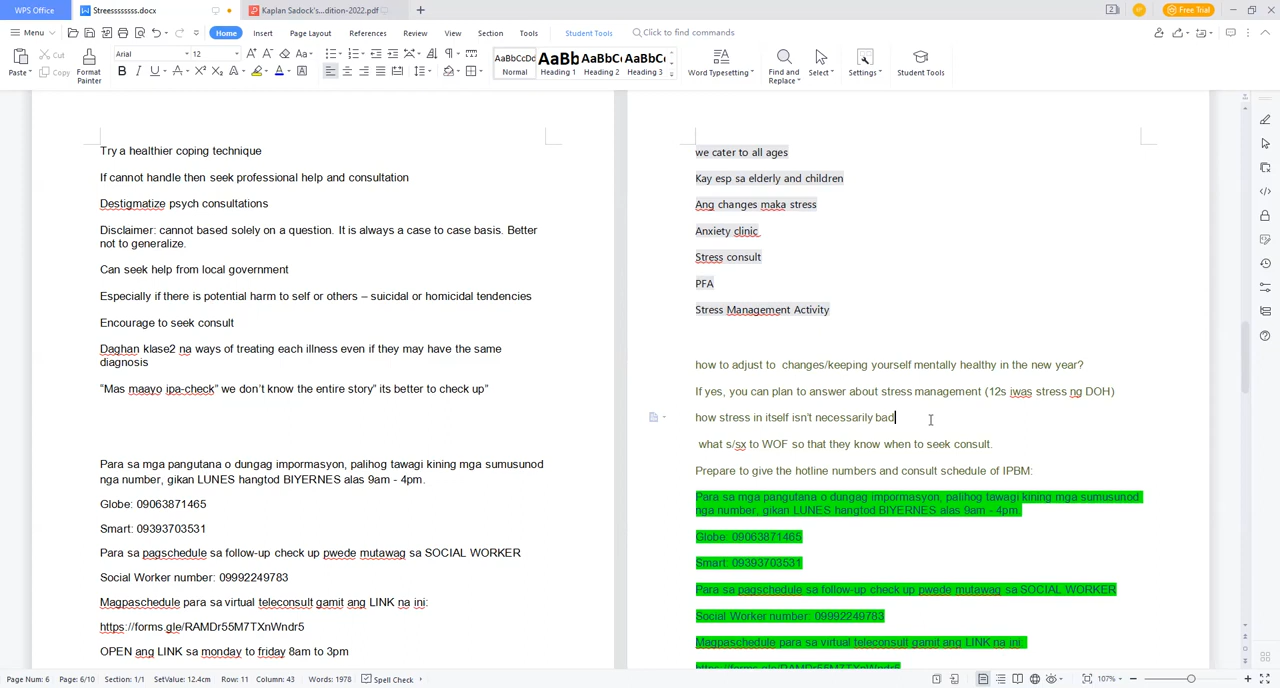 WPS Office
Streesssssss.docx
Kaplan Sadock's...dition-2022.pdf
Free Trial
Menu
Home
Insert
Page Layout
References
Review
View
Section
Tools
Student Tools
Click to find commands
Paste
Cut
Copy
Format Painter
Arial
12
AaBbCcDd
Normal
AaBb
Heading 1
AaBbC
Heading 2
AaBbC
Heading 3
Word Typesetting
Find and Replace
Select
Settings
Student Tools
Try a healthier coping technique
If cannot handle then seek professional help and consultation
Destigmatize psych consultations
Disclaimer: cannot based solely on a question. It is always a case to case basis. Better
not to generalize.
Can seek help from local government
Especially if there is potential harm to self or others – suicidal or homicidal tendencies
Encourage to seek consult
Daghan klase2 na ways of treating each illness even if they may have the same
diagnosis
"Mas maayo ipa-check" we don't know the entire story" its better to check up"
Para sa mga pangutana o dungag impormasyon, palihog tawagi kining mga sumusunod
nga number, gikan LUNES hangtod BIYERNES alas 9am - 4pm.
Globe: 09063871465
Smart: 09393703531
Para sa pagschedule sa follow-up check up pwede mutawag sa SOCIAL WORKER
Social Worker number: 09992249783
Magpaschedule para sa virtual teleconsult gamit ang LINK na ini:
https://forms.gle/RAMDr55M7TXnWndr5
OPEN ang LINK sa monday to friday 8am to 3pm
we cater to all ages
Kay esp sa elderly and children
Ang changes maka stress
Anxiety clinic
Stress consult
PFA
Stress Management Activity
how to adjust to  changes/keeping yourself mentally healthy in the new year?
If yes, you can plan to answer about stress management (12s iwas stress ng DOH)
how stress in itself isn't necessarily bad
what s/sx to WOF so that they know when to seek consult.
Prepare to give the hotline numbers and consult schedule of IPBM:
Para sa mga pangutana o dungag impormasyon, palihog tawagi kining mga sumusunod
nga number, gikan LUNES hangtod BIYERNES alas 9am - 4pm.
Globe: 09063871465
Smart: 09393703531
Para sa pagschedule sa follow-up check up pwede mutawag sa SOCIAL WORKER
Social Worker number: 09992249783
Magpaschedule para sa virtual teleconsult gamit ang LINK na ini:
https://forms.gle/RAMDr55M7TXnWndr5
Page Num: 6
Page: 6/10
Section: 1/1
SetValue: 12.4cm
Row: 11
Column: 43
Words: 1978
Spell Check
107%